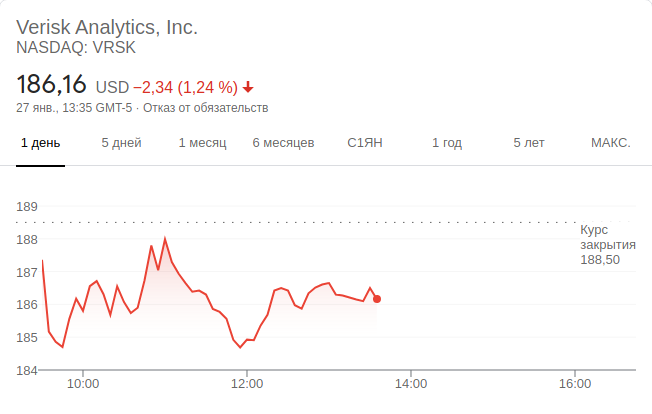 Verisk Analytics, Inc.
NASDAQ: VRSK
186,16 USD −2,34 (1,24 %)
27 янв., 13:35 GMT-5 · Отказ от обязательств
1 день 5 дней 1 месяц 6 месяцев С1ЯН 1 год 5 лет МАКС.
189
Курс
188
закрытия
188,50
187
186
185
184
10:00 12:00 14:00 16:00